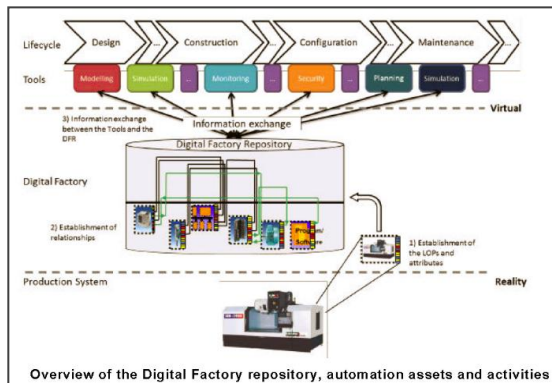 Lifecycle
Design
...
Construction
...
Configuration
...
Maintenance
...
Tools
Modelling
Simulation
...
Monitoring
...
Security
...
Planning
Simulation
...
Virtual
3) Information exchange
between the Tools and the
DFR
Information exchange
Digital Factory Repository
Digital Factory
2) Establishment of
relationships
Program/
Software
1) Establishment of
the LOPs and
attributes
Production System
Reality
Overview of the Digital Factory repository, automation assets and activities